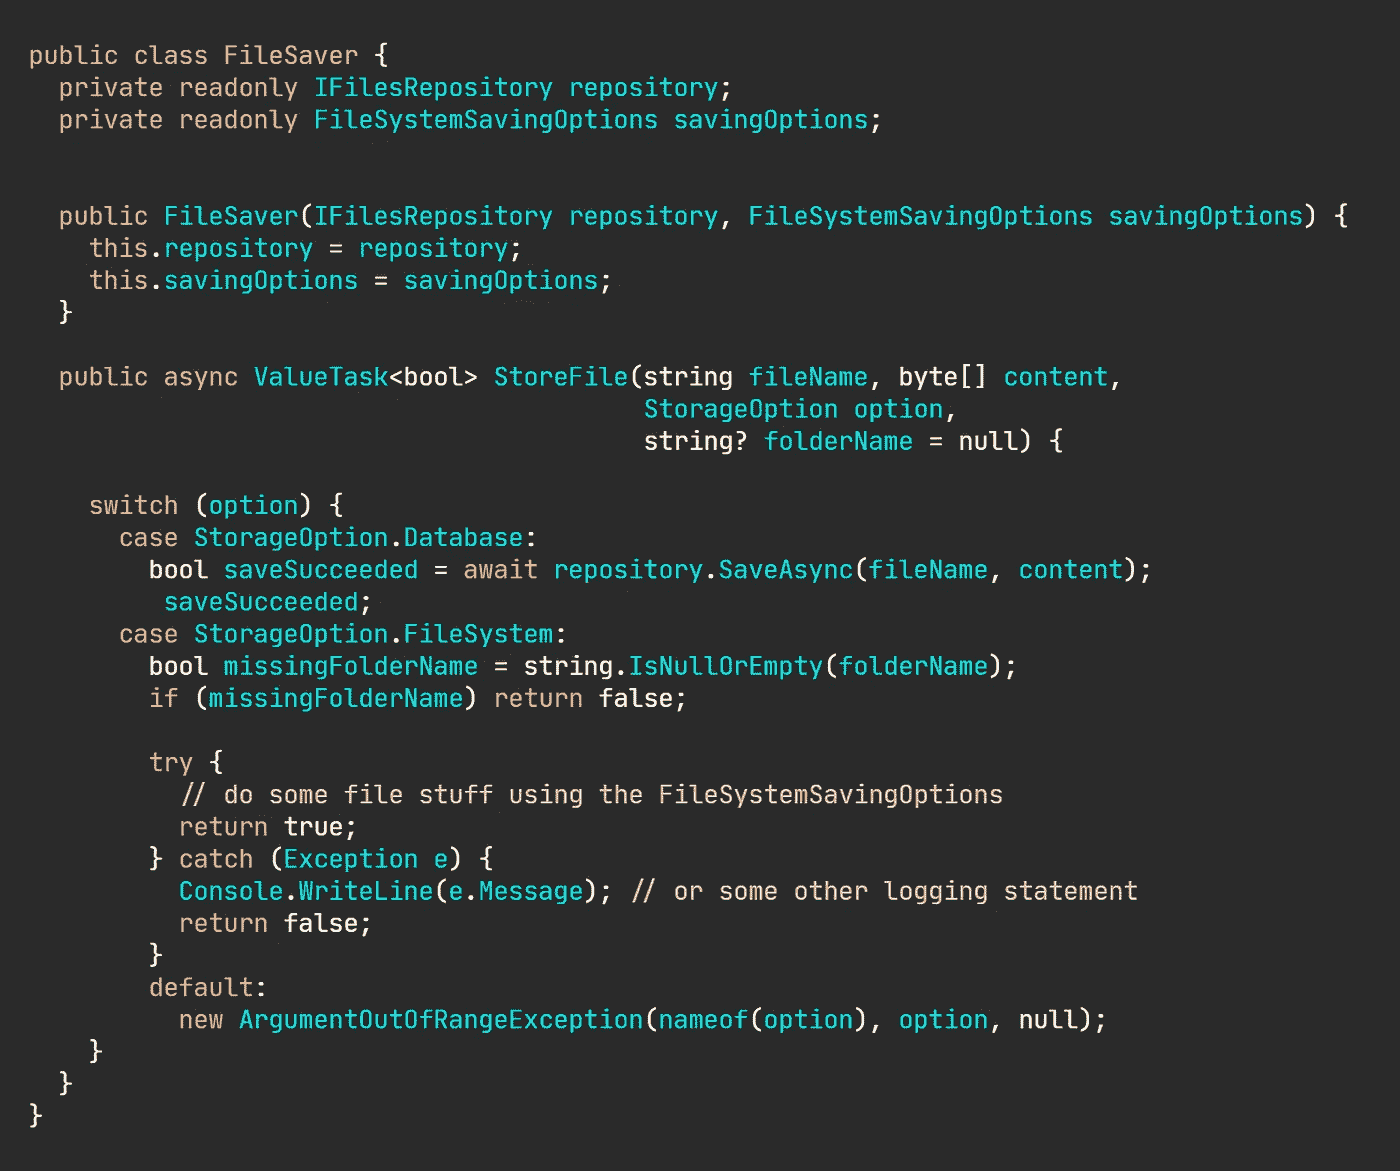 public class FileSaver {
  private readonly IFilesRepository repository;
  private readonly FileSystemSavingOptions savingOptions;
  public FileSaver(IFilesRepository repository, FileSystemSavingOptions savingOptions) {
    this.repository = repository;
    this.savingOptions = savingOptions;
  }
  public async ValueTask<bool> StoreFile(string fileName, byte[] content,
                                         StorageOption option,
                                         string? folderName = null) {
    switch (option) {
      case StorageOption.Database:
        bool saveSucceeded = await repository.SaveAsync(fileName, content);
         saveSucceeded;
      case StorageOption.FileSystem:
        bool missingFolderName = string.IsNullOrEmpty(folderName);
        if (missingFolderName) return false;
        try {
          // do some file stuff using the FileSystemSavingOptions
          return true;
        } catch (Exception e) {
          Console.WriteLine(e.Message); // or some other logging statement
          return false;
        }
        default:
          new ArgumentOutOfRangeException(nameof(option), option, null);
    }
  }
}